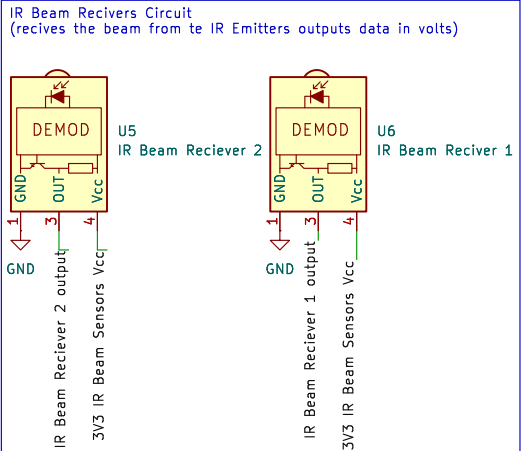 IR Beam Recivers Circuit
(recives the beam from te IR Emitters outputs data in volts)
DEMOD
U5
IR Beam Reciever 2
GND
OUT
Vcc
1
3
4
GND
IR Beam Reciever 2 output
3V3 IR Beam Sensors Vcc
DEMOD
U6
IR Beam Reciver 1
GND
OUT
Vcc
1
3
4
GND
IR Beam Reciever 1 output
3V3 IR Beam Sensors Vcc